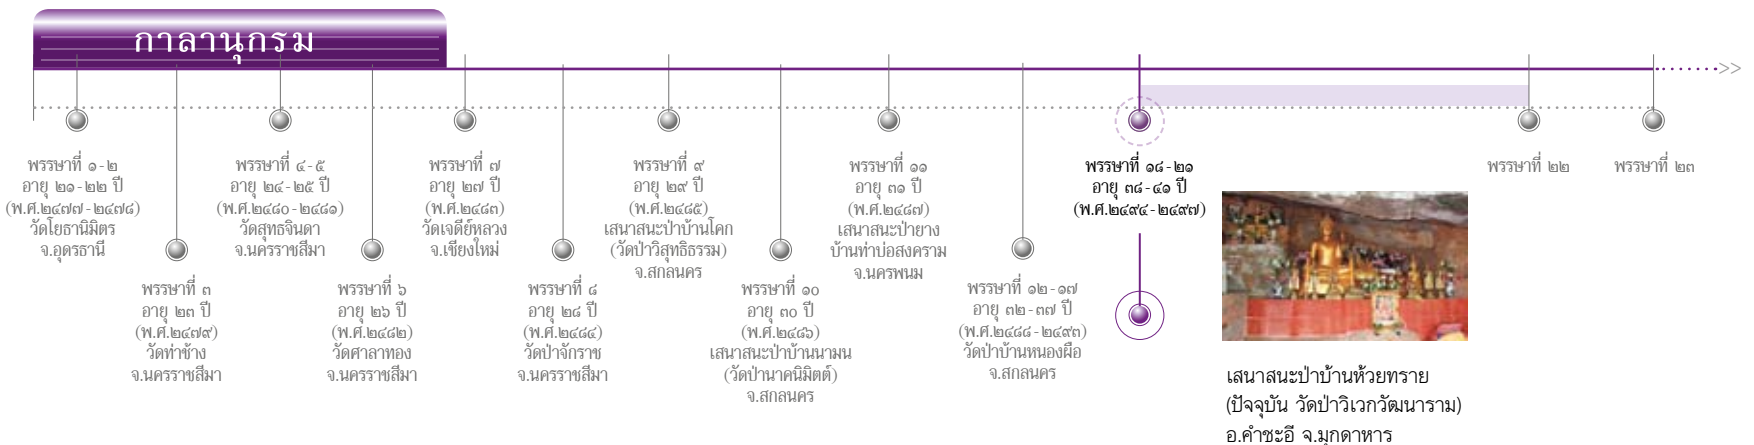 กาลานุกรม
>>
พรรษาที่ ๑-๒
อายุ ๒๑-๒๒ ปี
(พ.ศ.๒๔๗๗-๒๔๗๘)
วัดโยธานิมิตร
จ.อุดรธานี
พรรษาที่ ๓
อายุ ๒๓ ปี
(พ.ศ.๒๔๗๙)
วัดท่าช้าง
จ.นครราชสีมา
พรรษาที่ ๔-๕
อายุ ๒๔-๒๕ ปี
(พ.ศ.๒๔๘๐-๒๔๘๑)
วัดสุทธจินดา
จ.นครราชสีมา
พรรษาที่ ๖
อายุ ๒๖ ปี
(พ.ศ.๒๔๘๒)
วัดศาลาทอง
จ.นครราชสีมา
พรรษาที่ ๗
อายุ ๒๗ ปี
(พ.ศ.๒๔๘๓)
วัดเจดีย์หลวง
จ.เชียงใหม่
พรรษาที่ ๘
อายุ ๒๘ ปี
(พ.ศ.๒๔๘๔)
วัดป่าจักราช
จ.นครราชสีมา
พรรษาที่ ๙
อายุ ๒๙ ปี
(พ.ศ.๒๔๘๕)
เสนาสนะป่าบ้านโคก
(วัดป่าวิสุทธิธรรม)
จ.สกลนคร
พรรษาที่ ๑๐
อายุ ๓๐ ปี
(พ.ศ.๒๔๘๖)
เสนาสนะป่าบ้านนามน
(วัดป่านาคนิมิตต์)
จ.สกลนคร
พรรษาที่ ๑๑
อายุ ๓๑ ปี
(พ.ศ.๒๔๘๗)
เสนาสนะป่ายาง
บ้านท่าบ่อสงคราม
จ.นครพนม
พรรษาที่ ๑๒-๑๗
อายุ ๓๒-๓๗ ปี
(พ.ศ.๒๔๘๘-๒๔๙๓)
วัดป่าบ้านหนองผือ
จ.สกลนคร
พรรษาที่ ๑๘-๒๑
อายุ ๓๘-๔๑ ปี
(พ.ศ.๒๔๙๔-๒๔๙๗)
เสนาสนะป่าบ้านห้วยทราย
(ปัจจุบัน วัดป่าวิเวกวัฒนาราม)
อ.คำชะอี จ.มุกดาหาร
พรรษาที่ ๒๒
พรรษาที่ ๒๓